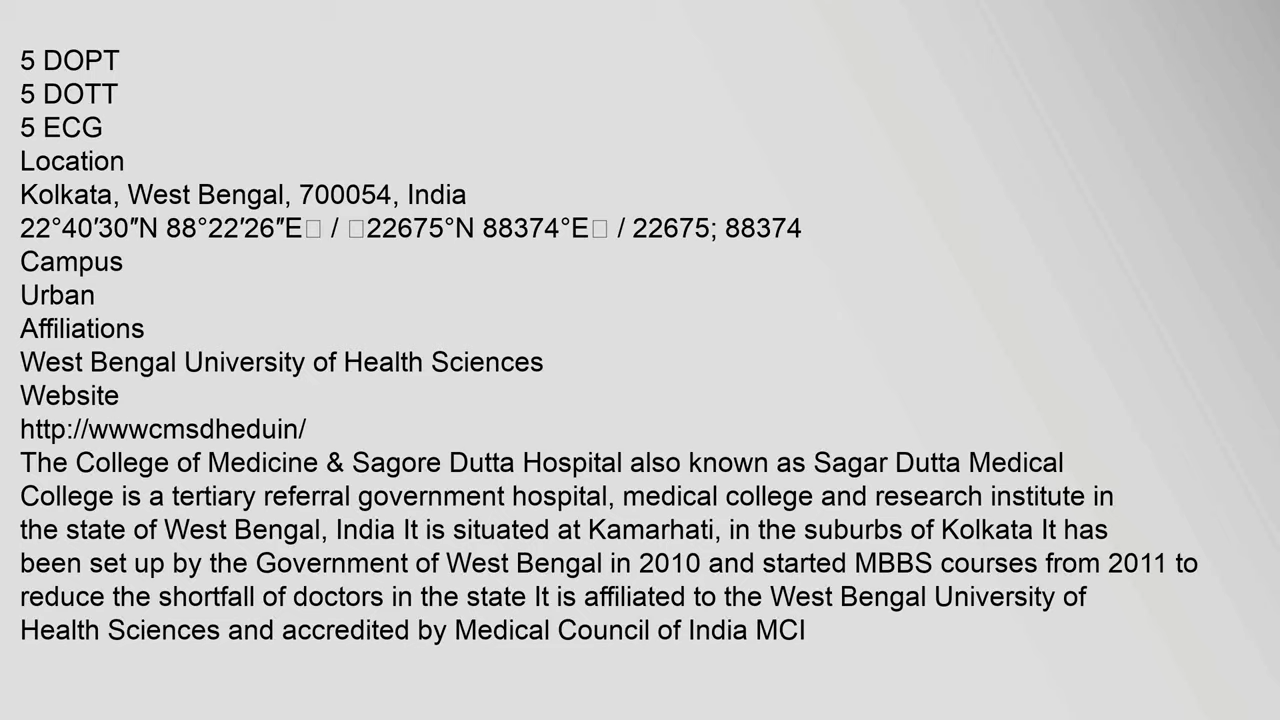 5 DOPT
5 DOTT
5 ECG
Location
Kolkata, West Bengal, 700054, India
22°40′30″N 88°22′26″E□ / □22675°N 88374°E□ / 22675; 88374
Campus
Urban
Affiliations
West Bengal University of Health Sciences
Website
http://wwwcmsdheduin/
The College of Medicine & Sagore Dutta Hospital also known as Sagar Dutta Medical
College is a tertiary referral government hospital, medical college and research institute in
the state of West Bengal, India It is situated at Kamarhati, in the suburbs of Kolkata It has
been set up by the Government of West Bengal in 2010 and started MBBS courses from 2011 to
reduce the shortfall of doctors in the state It is affiliated to the West Bengal University of
Health Sciences and accredited by Medical Council of India MCI